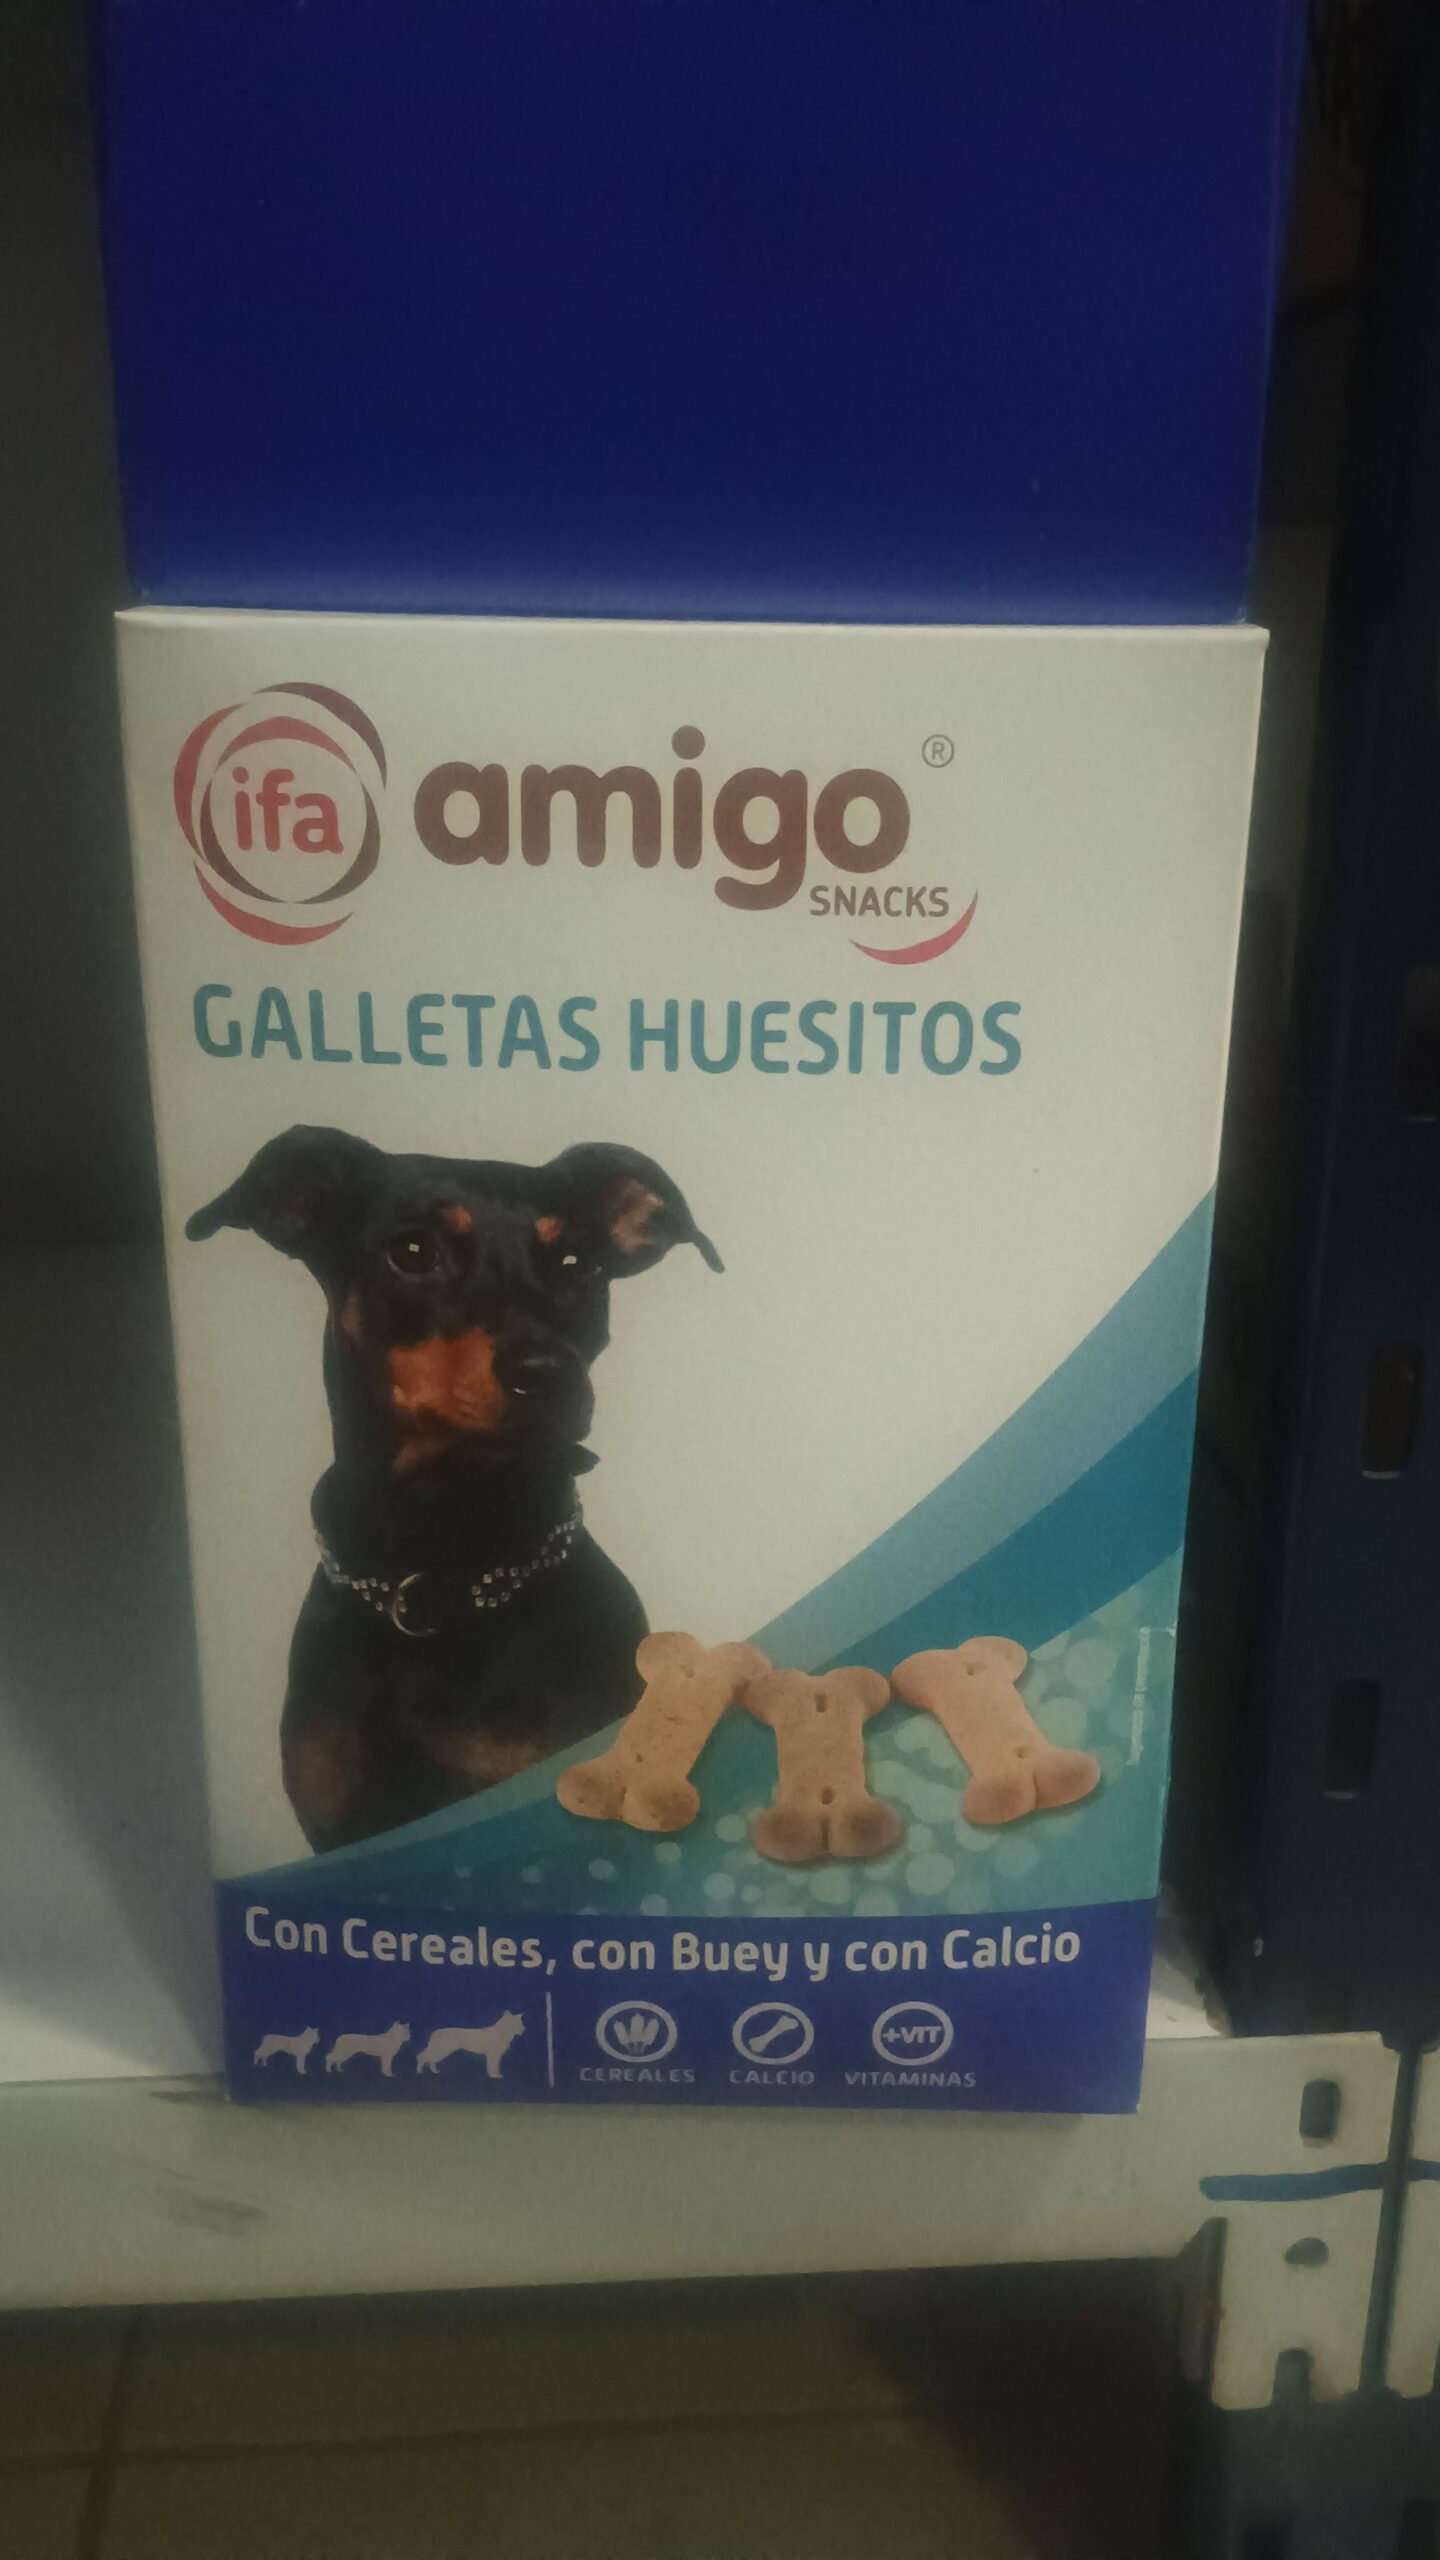 ifa amigo ®
SNACKS
GALLETAS HUESITOS
Con Cereales, con Buey y con Calcio
+VIT
CEREALES CALCIO VITAMINAS